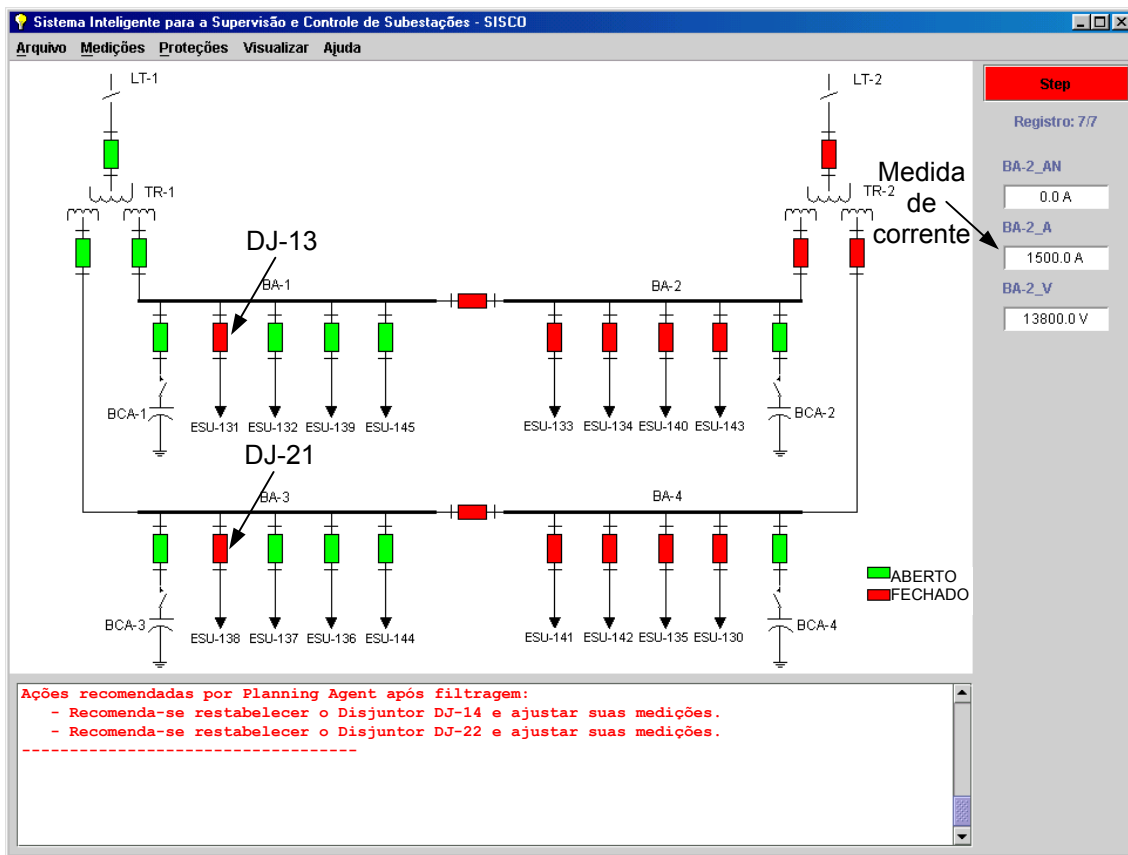 Sistema Inteligente para a Supervisão e Controle de Subestações - SISCO
Arquivo Medições Proteções Visualizar Ajuda
LT-1
LT-2
Step
Registro: 7/7
BA-2_AN
0.0 A
BA-2_A
1500.0 A
BA-2_V
13800.0 V
Medida
de
corrente
TR-1
TR-2
DJ-13
BA-1
BA-2
BCA-1
BCA-2
ESU-131 ESU-132 ESU-139 ESU-145
ESU-133 ESU-134 ESU-140 ESU-143
DJ-21
BA-3
BA-4
ABERTO
FECHADO
BCA-3
BCA-4
ESU-138 ESU-137 ESU-136 ESU-144
ESU-141 ESU-142 ESU-135 ESU-130
Ações recomendadas por Planning Agent após filtragem:
- Recomenda-se restabelecer o Disjuntor DJ-14 e ajustar suas medições.
- Recomenda-se restabelecer o Disjuntor DJ-22 e ajustar suas medições.
-----------------------------------